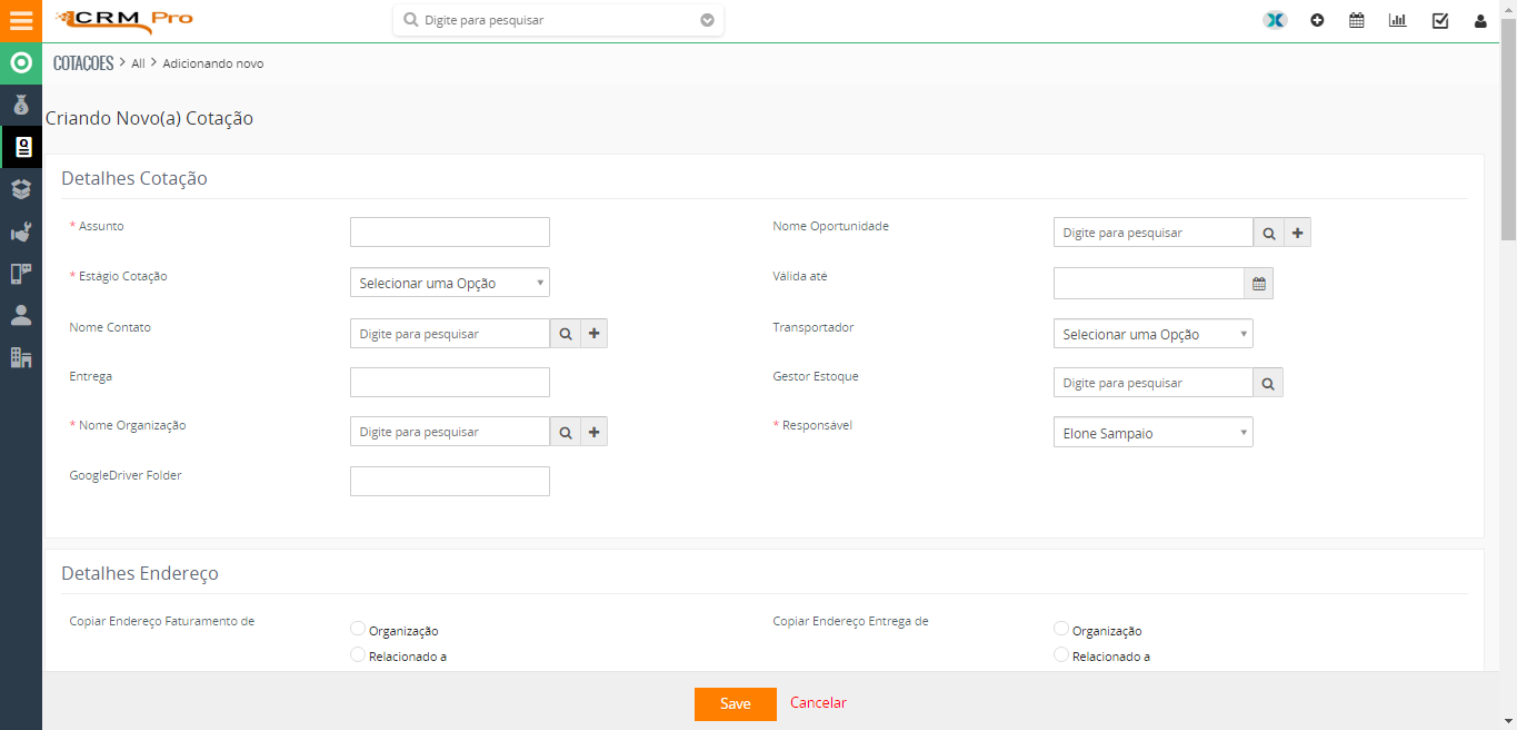 CRM Pro
Digite para pesquisar
COTAÇOES > All > Adicionando novo
Criando Novo(a) Cotação
Detalhes Cotação
* Assunto
Nome Oportunidade
Digite para pesquisar
* Estágio Cotação
Selecionar uma Opção
Válida até
Nome Contato
Digite para pesquisar
Transportador
Selecionar uma Opção
Entrega
Gestor Estoque
Digite para pesquisar
* Nome Organização
Digite para pesquisar
* Responsável
Elone Sampaio
GoogleDriver Folder
Detalhes Endereço
Copiar Endereço Faturamento de
Organização
Relacionado a
Copiar Endereço Entrega de
Organização
Relacionado a
Save
Cancelar